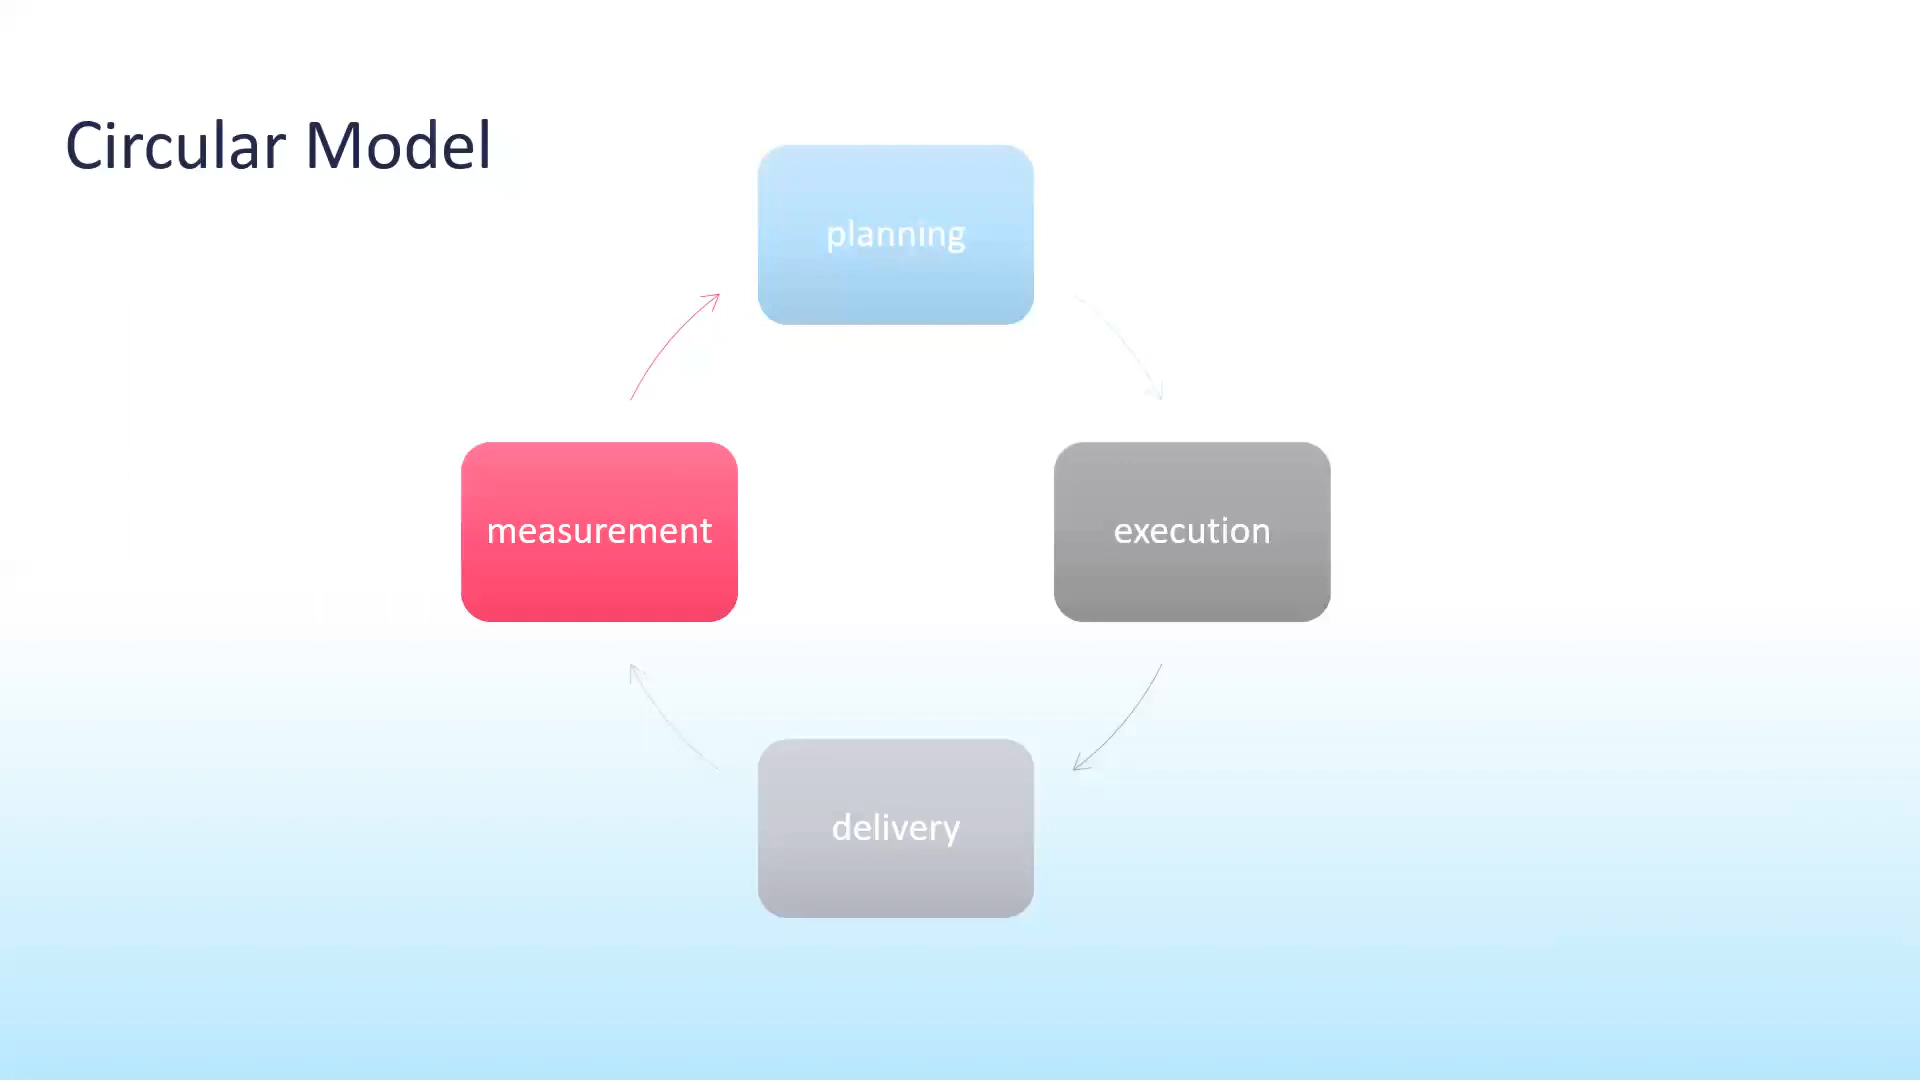 Circular Model
planning
measurement
execution
delivery